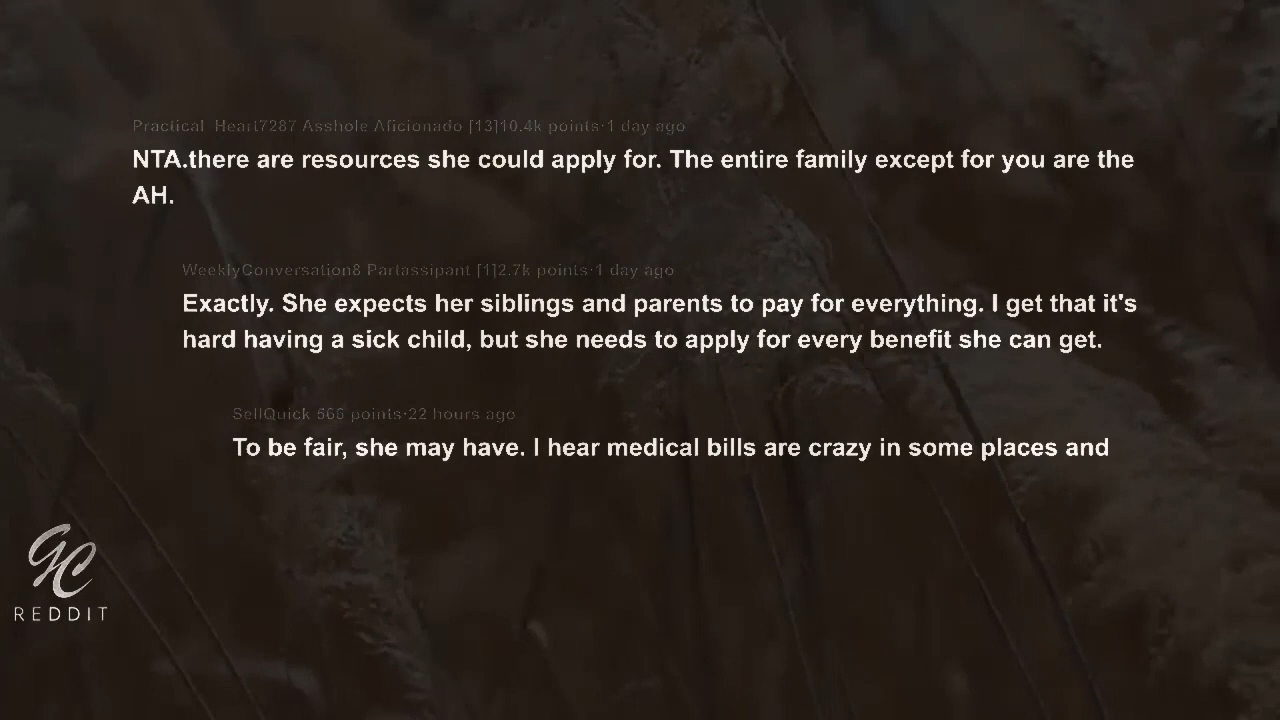 Practical_Heart7287 Asshole Aficionado [13]10.4k points·1 day ago
NTA.there are resources she could apply for. The entire family except for you are the
AH.
WeeklyConversation8 Partassipant [1]2.7k points·1 day ago
Exactly. She expects her siblings and parents to pay for everything. I get that it's
hard having a sick child, but she needs to apply for every benefit she can get.
SellQuick 565 points·22 hours ago
To be fair, she may have. I hear medical bills are crazy in some places and
GC
REDDIT